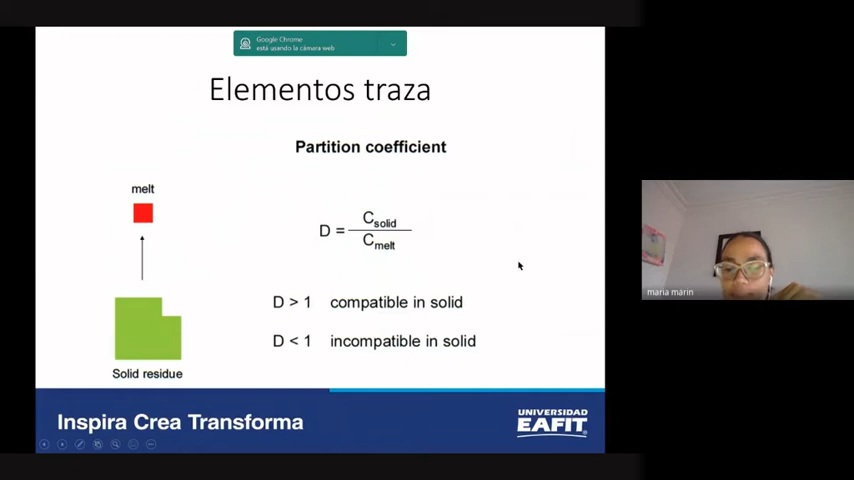 Google Chrome
está usando la cámara web
Elementos traza
Partition coefficient
melt
D = Csolid / Cmelt
D > 1 compatible in solid
D < 1 incompatible in solid
Solid residue
Inspira Crea Transforma
UNIVERSIDAD
EAFIT
maria marin